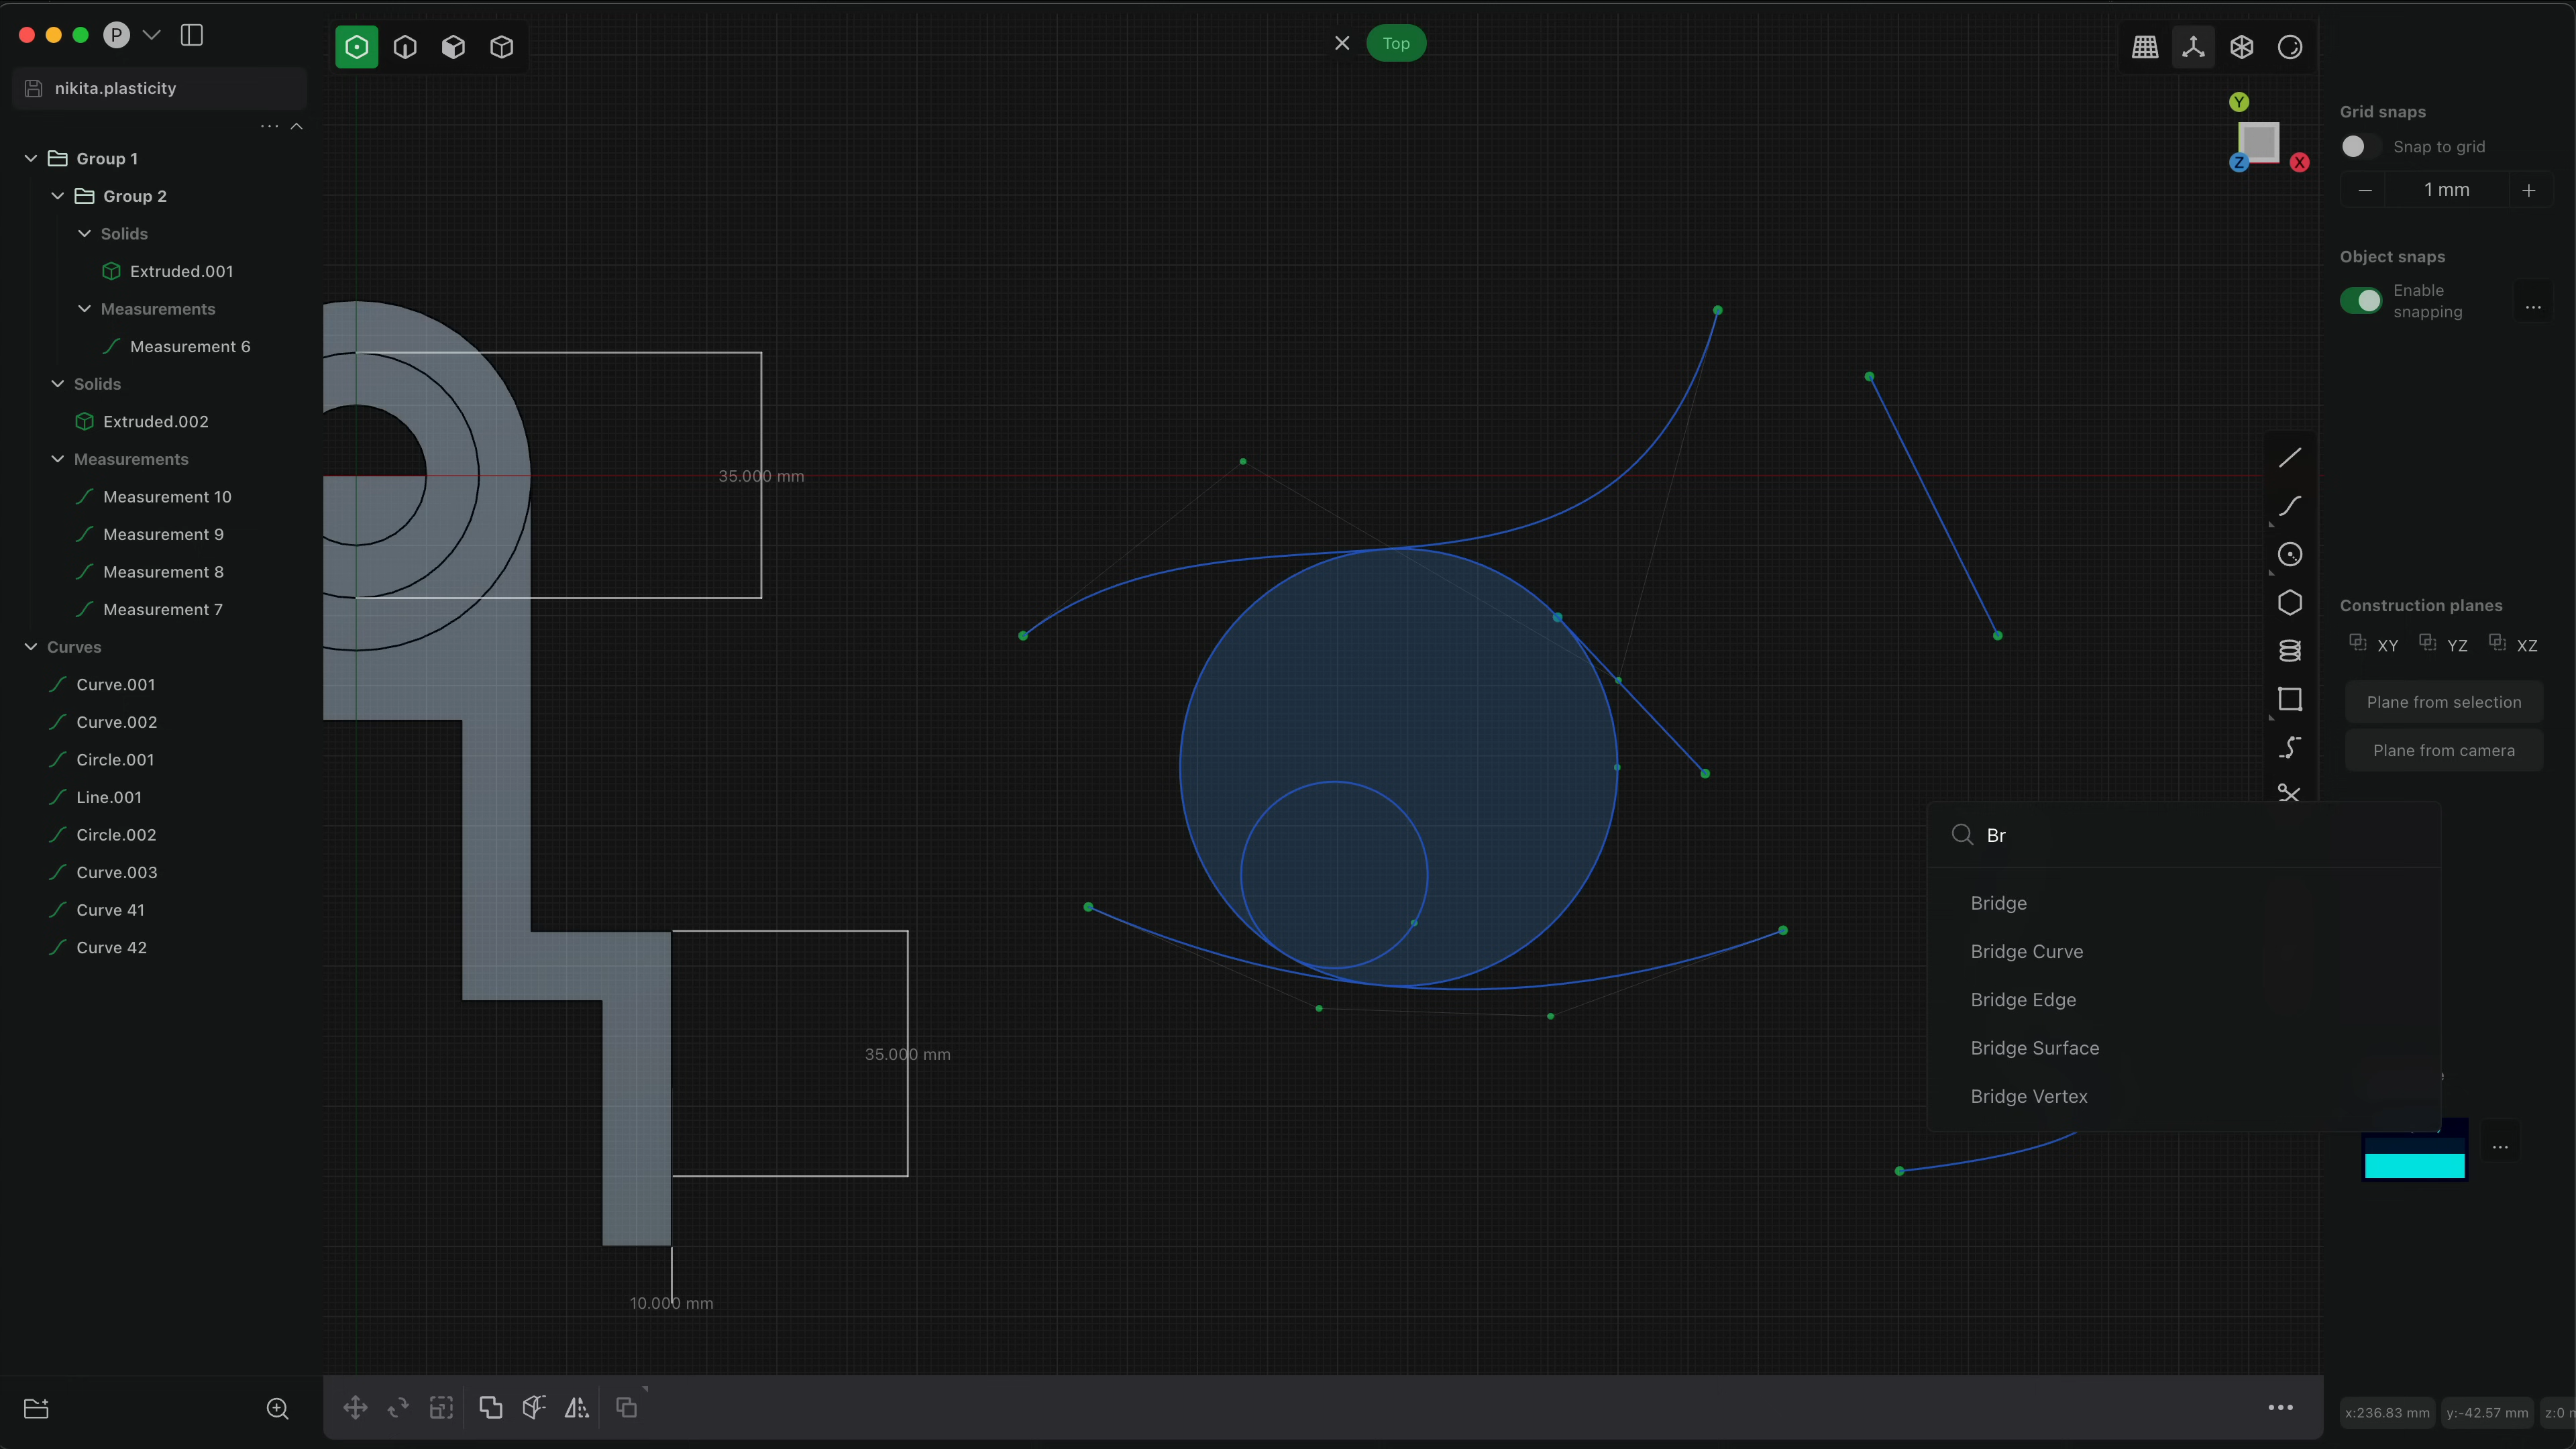 P
nikita.plasticity
Group 1
Group 2
Solids
Extruded.001
Measurements
Measurement 6
Solids
Extruded.002
Measurements
Measurement 10
Measurement 9
Measurement 8
Measurement 7
Curves
Curve.001
Curve.002
Circle.001
Line.001
Circle.002
Curve.003
Curve 41
Curve 42
Top
35.000 mm
35.000 mm
10.000 mm
Y
Z
X
Grid snaps
Snap to grid
1 mm
Object snaps
Enable
snapping
Construction planes
XY YZ XZ
Plane from selection
Plane from camera
Br
Bridge
Bridge Curve
Bridge Edge
Bridge Surface
Bridge Vertex
x:236.83 mm y:-42.57 mm z:0